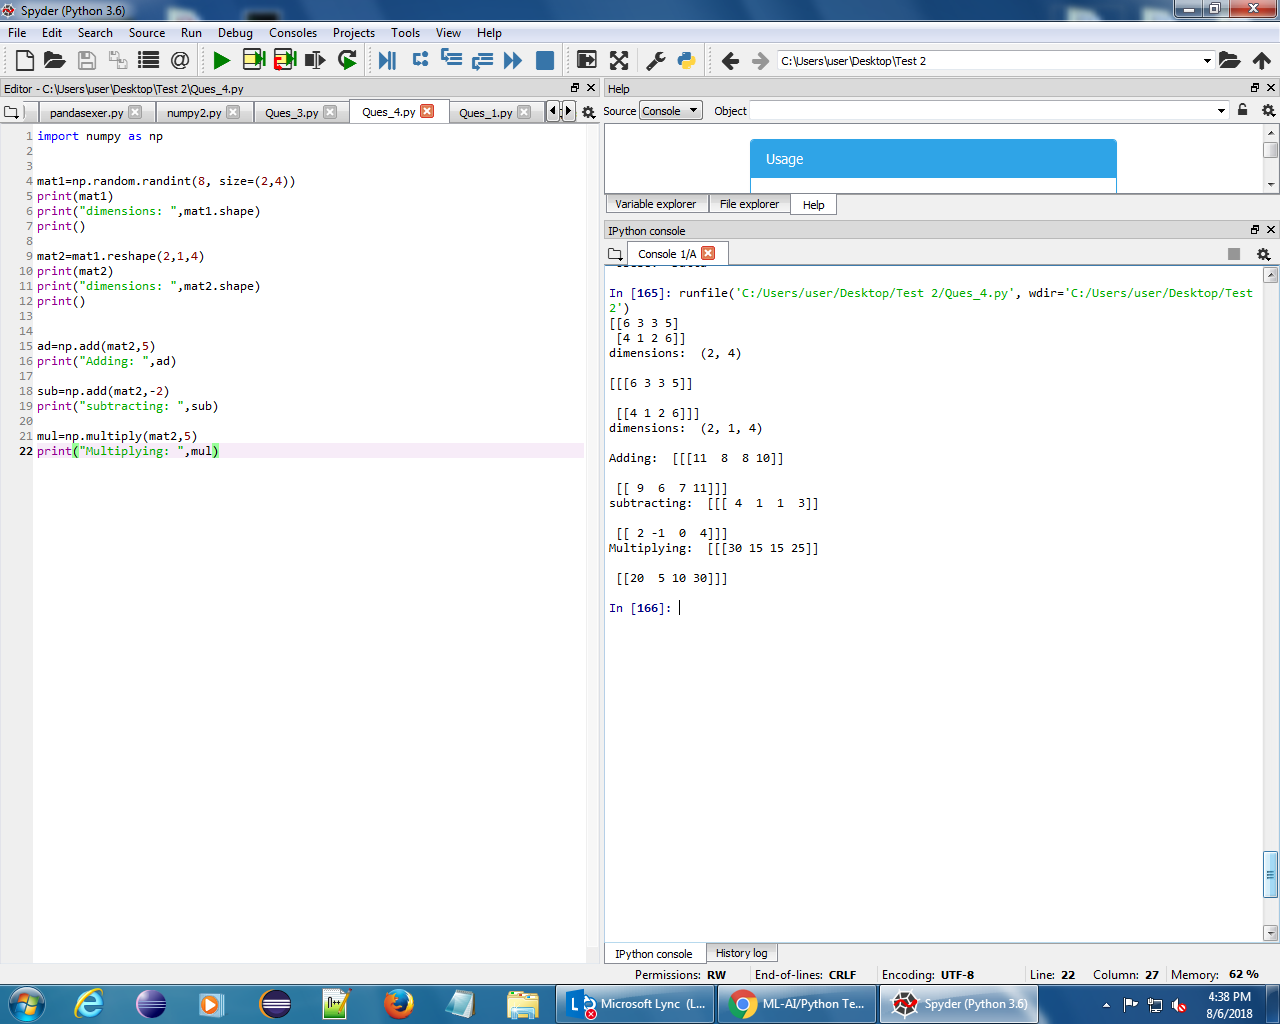 Spyder (Python 3.6)
File Edit Search Source Run Debug Consoles Projects Tools View Help
C:\Users\user\Desktop\Test 2
Editor - C:\Users\user\Desktop\Test 2\Ques_4.py
pandasexer.py numpy2.py Ques_3.py Ques_4.py Ques_1.py
1 import numpy as np
2
3
4 mat1=np.random.randint(8, size=(2,4))
5 print(mat1)
6 print("dimensions: ",mat1.shape)
7 print()
8
9 mat2=mat1.reshape(2,1,4)
10 print(mat2)
11 print("dimensions: ",mat2.shape)
12 print()
13
14
15 ad=np.add(mat2,5)
16 print("Adding: ",ad)
17
18 sub=np.add(mat2,-2)
19 print("subtracting: ",sub)
20
21 mul=np.multiply(mat2,5)
22 print("Multiplying: ",mul)
Help
Source Console Object
Usage
Variable explorer File explorer Help
IPython console
Console 1/A
In [165]: runfile('C:/Users/user/Desktop/Test 2/Ques_4.py', wdir='C:/Users/user/Desktop/Test
2')
[[6 3 3 5]
 [4 1 2 6]]
dimensions:  (2, 4)

[[[6 3 3 5]]

 [[4 1 2 6]]]
dimensions:  (2, 1, 4)

Adding:  [[[11  8  8 10]]

 [[ 9  6  7 11]]]
subtracting:  [[[ 4  1  1  3]]

 [[ 2 -1  0  4]]]
Multiplying:  [[[30 15 15 25]]

 [[20  5 10 30]]]

In [166]:
IPython console History log
Permissions: RW End-of-lines: CRLF Encoding: UTF-8 Line: 22 Column: 27 Memory: 62 %
Microsoft Lync (L... ML-AI/Python Te... Spyder (Python 3.6)
4:38 PM
8/6/2018